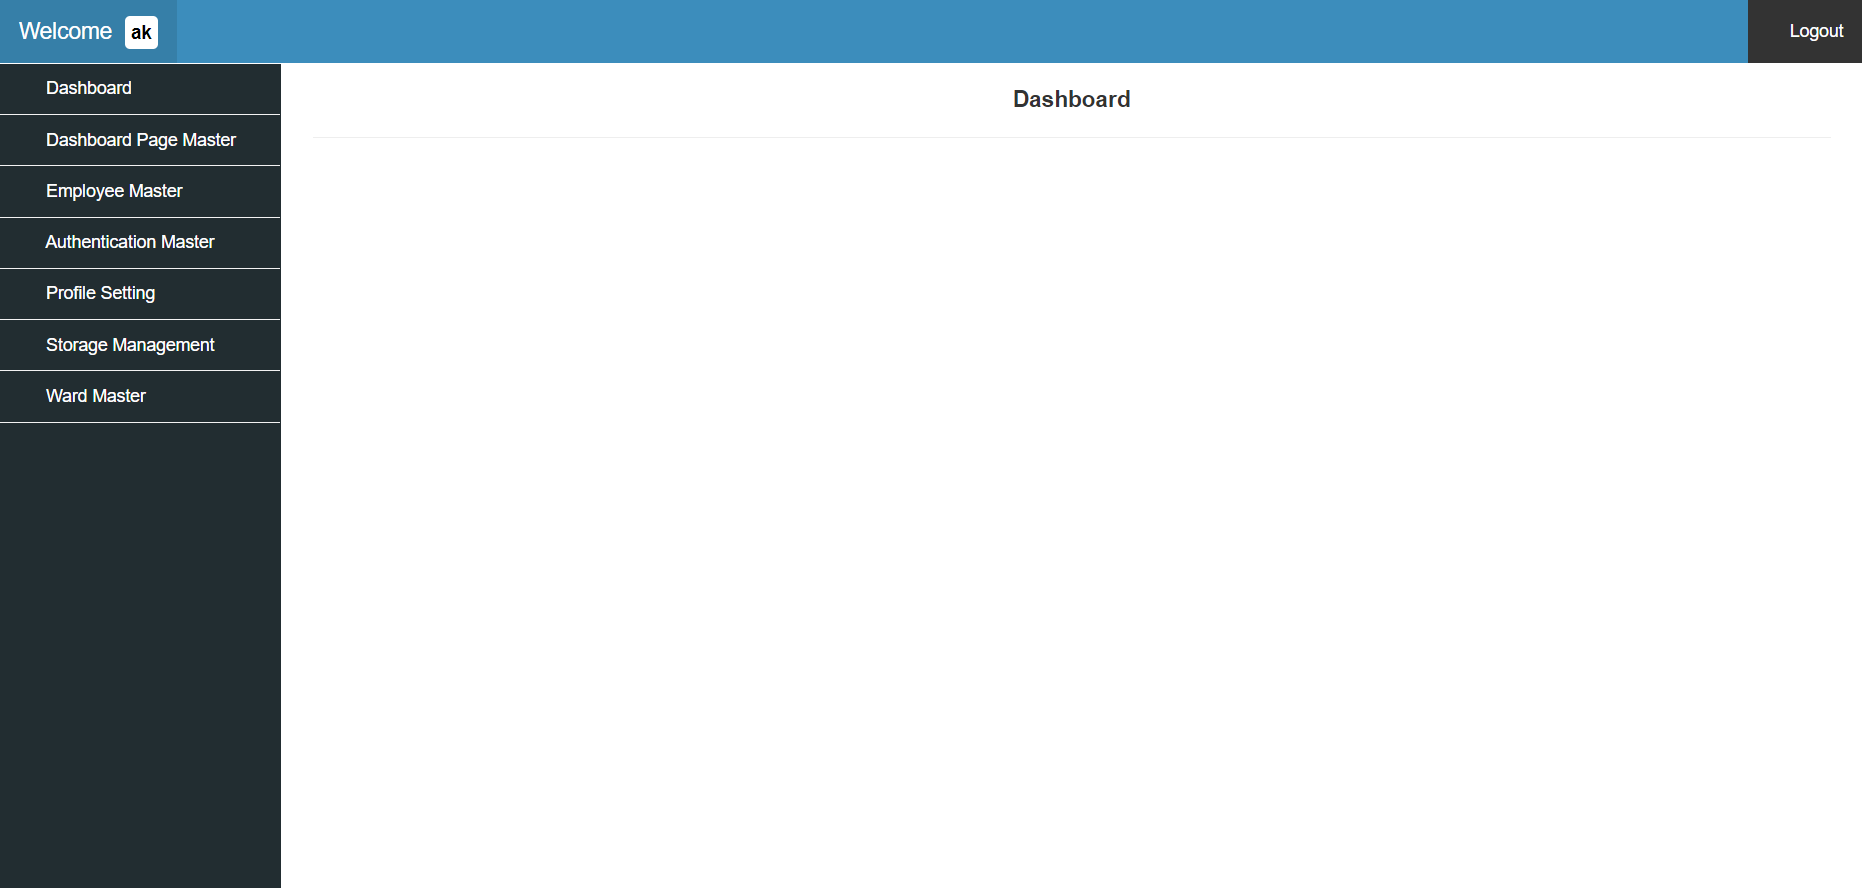 Welcome ak
Logout
Dashboard
Dashboard Page Master
Employee Master
Authentication Master
Profile Setting
Storage Management
Ward Master
Dashboard